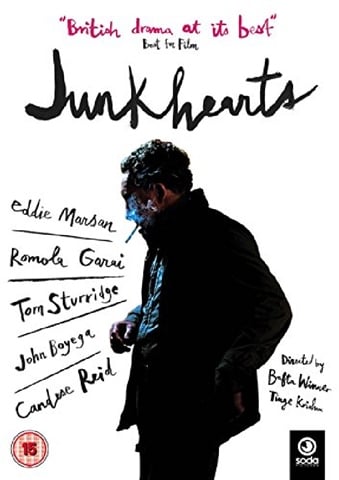 "British drama at its best"
Best for Film
Junkhearts
eddie Marsan
Romola Garai
Tom Sturridge
John Boyega
Candese Reid
Directed by
Bafta Winner
Tinge Krishnan
15
soda